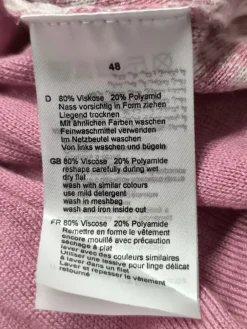 48
D 80% Viskose 20% Polyamid
Nass vorsichtig in Form ziehen
Liegend trocknen
Mit ähnlichen Farben waschen
Feinwaschmittel verwenden
Im Netzbeutel waschen
Von links waschen und bügeln
GB 80% Viscose 20% Polyamide
reshape carefully during wet
dry flat
wash with similar colours
use mild detergent
wash in meshbag
wash and iron inside out
FR 80% Viscose 20% Polyamide
Remettre en forme le vêtement
encore mouillé avec précaution
séchage à plat
laver avec des couleurs similaires
Utiliser une lessive pour linge délicat
à laver dans un filet
Laver et repasser le vêtement
retourné